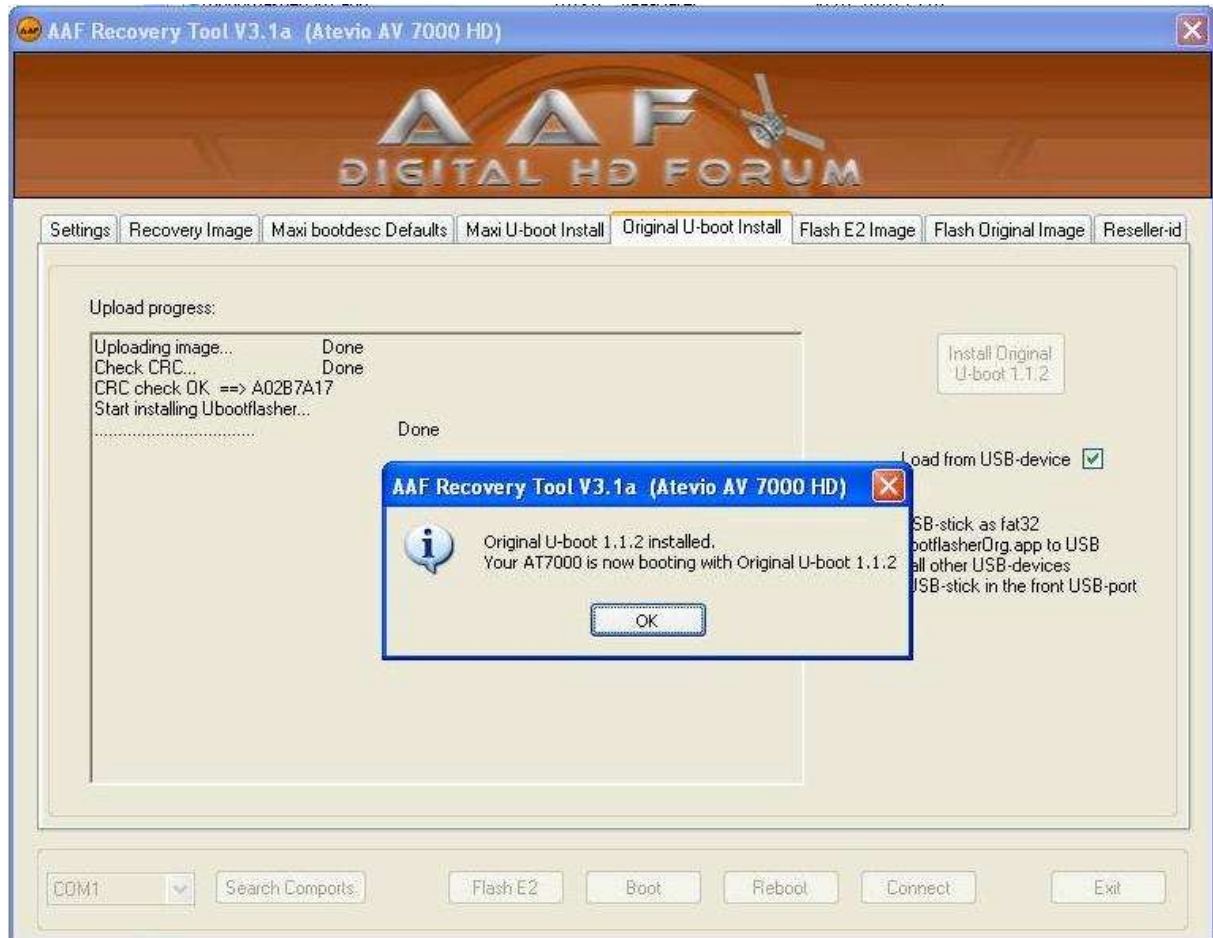 AAF Recovery Tool V3.1a (Atevio AV 7000 HD)
AAF
DIGITAL HD FORUM
Settings Recovery Image Maxi bootdesc Defaults Maxi U-boot Install Original U-boot Install Flash E2 Image Flash Original Image Reseller-id
Upload progress:
Uploading image... Done
Check CRC... Done
CRC check OK ==> A02B7A17
Start installing Ubootflasher...
................................. Done
Install Original
U-boot 1.1.2
Load from USB-device
SB-stick as fat32
ootflasherOrg.app to USB
all other USB-devices
USB-stick in the front USB-port
AAF Recovery Tool V3.1a (Atevio AV 7000 HD)
Original U-boot 1.1.2 installed.
Your AT7000 is now booting with Original U-boot 1.1.2
OK
COM1 Search Comports Flash E2 Boot Reboot Connect Exit